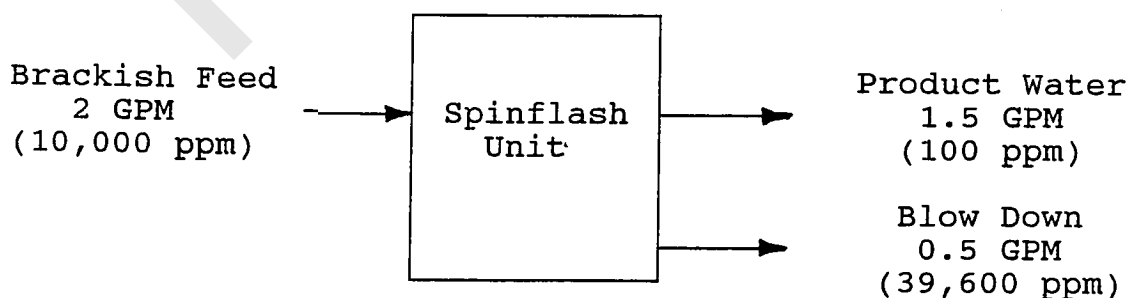 Brackish Feed
2 GPM
(10,000 ppm)
Spinflash
Unit
Product Water
1.5 GPM
(100 ppm)
Blow Down
0.5 GPM
(39,600 ppm)